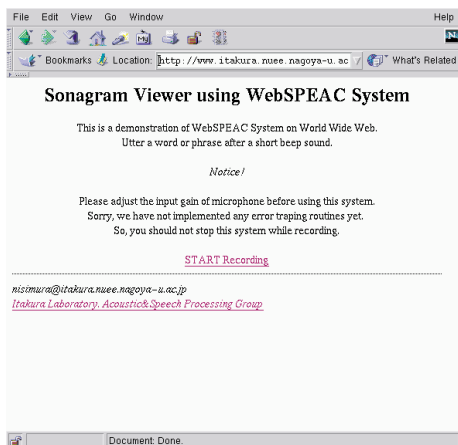 File Edit View Go Window Help
Bookmarks Location: http://www.itakura.nuee.nagoya-u.ac What's Related
Sonagram Viewer using WebSPEAC System
This is a demonstration of WebSPEAC System on World Wide Web.
Utter a word or phrase after a short beep sound.
Notice!
Please adjust the input gain of microphone before using this system.
Sorry, we have not implemented any error traping routines yet.
So, you should not stop this system while recording.
START Recording
nisimura@itakura.nuee.nagoya-u.ac.jp
Itakura Laboratory. Acoustic&Speech Processing Group
Document: Done.